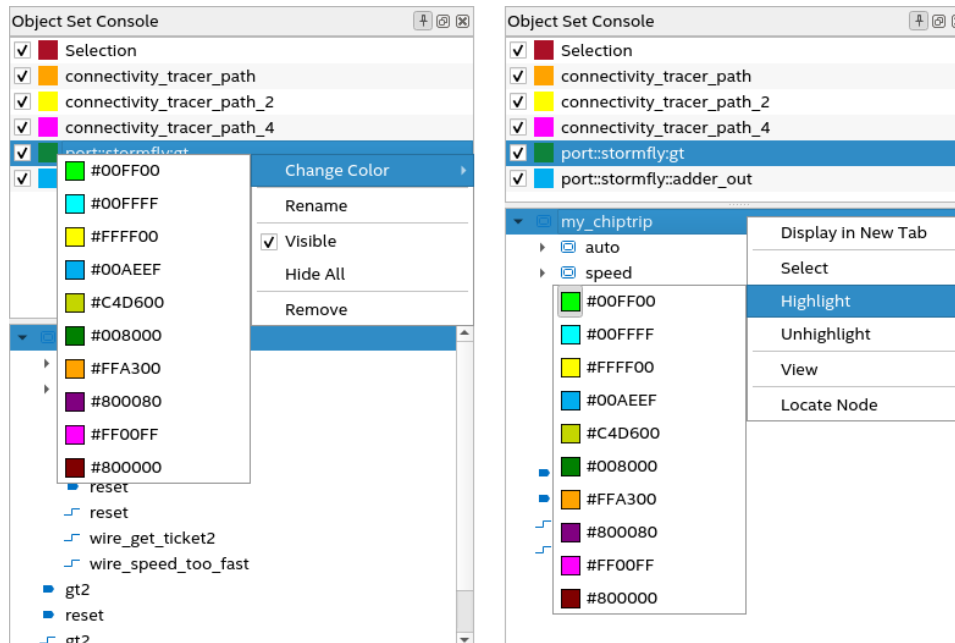 Object Set Console
Selection
connectivity_tracer_path
connectivity_tracer_path_2
connectivity_tracer_path_4
port::stormfly:gt
#00FF00
#00FFFF
#FFFF00
#00AEEF
#C4D600
#008000
#FFA300
#800080
#FF00FF
#800000
Change Color
Rename
Visible
Hide All
Remove
reset
reset
wire_get_ticket2
wire_speed_too_fast
gt2
reset
gt2
Object Set Console
Selection
connectivity_tracer_path
connectivity_tracer_path_2
connectivity_tracer_path_4
port::stormfly:gt
port::stormfly::adder_out
my_chiptrip
auto
speed
#00FF00
#00FFFF
#FFFF00
#00AEEF
#C4D600
#008000
#FFA300
#800080
#FF00FF
#800000
Display in New Tab
Select
Highlight
Unhighlight
View
Locate Node